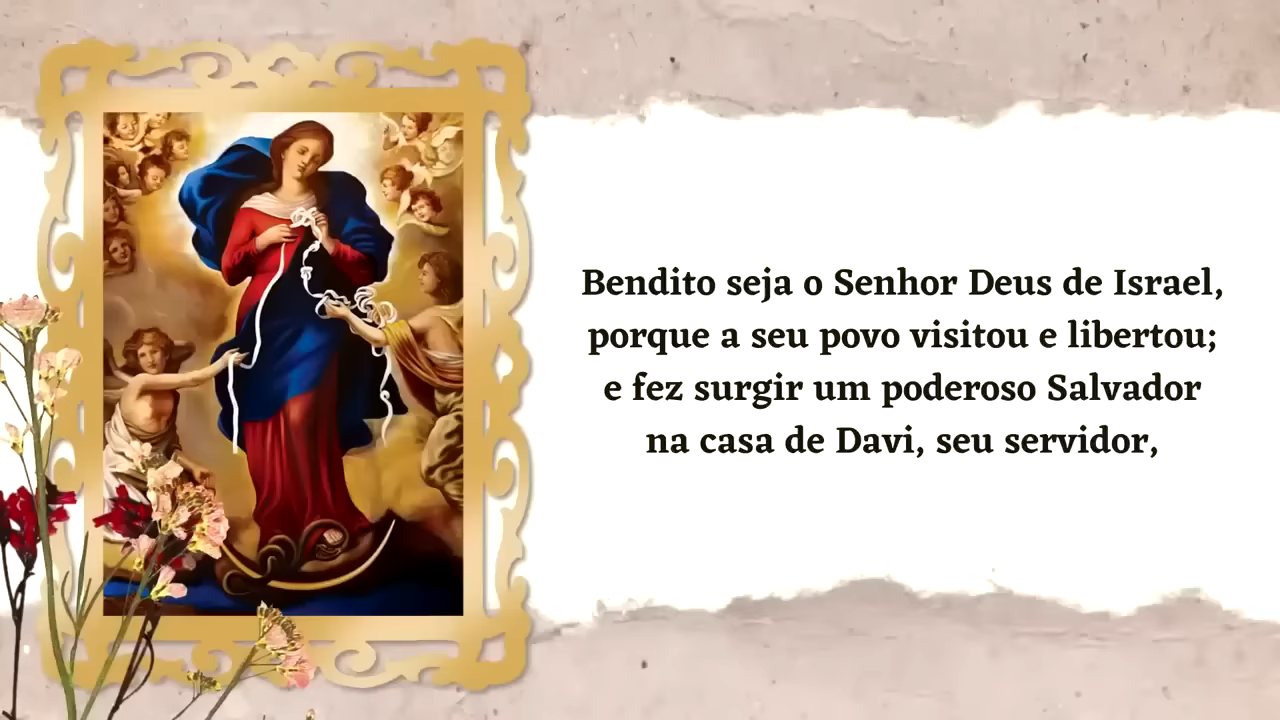 Bendito seja o Senhor Deus de Israel,
porque a seu povo visitou e libertou;
e fez surgir um poderoso Salvador
na casa de Davi, seu servidor,